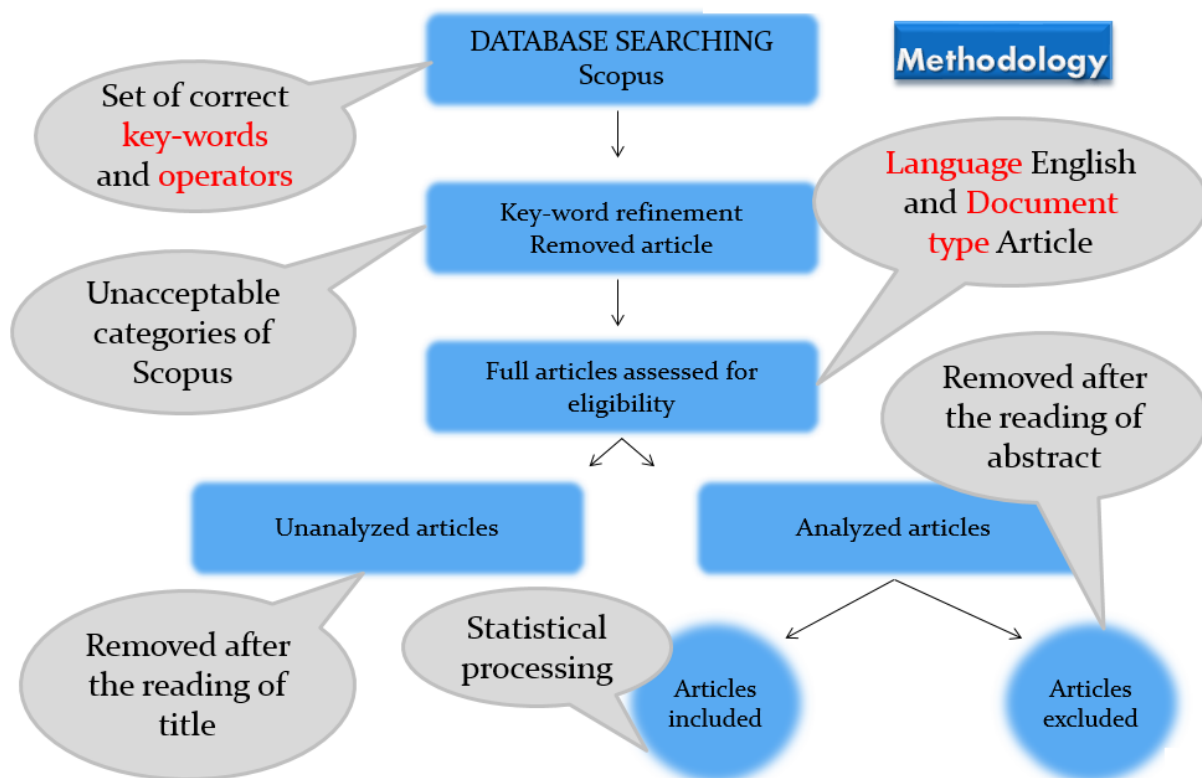 DATABASE SEARCHING
Scopus
Methodology
Set of correct
key-words
and operators
Language English
and Document
type Article
Key-word refinement
Removed article
Unacceptable
categories of
Scopus
Full articles assessed for
eligibility
Removed after
the reading of
abstract
Unanalyzed articles
Analyzed articles
Removed after
the reading of
title
Statistical
processing
Articles
included
Articles
excluded